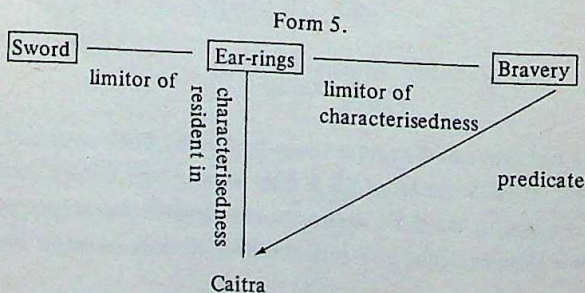 Form 5.
Sword
Ear-rings
Bravery
limitor of
characterisedness
resident in
limitor of
characterisedness
predicate
Caitra